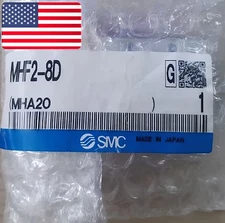 MHF2-8D
G
(MHA20 )
1
SMC MADE IN JAPAN